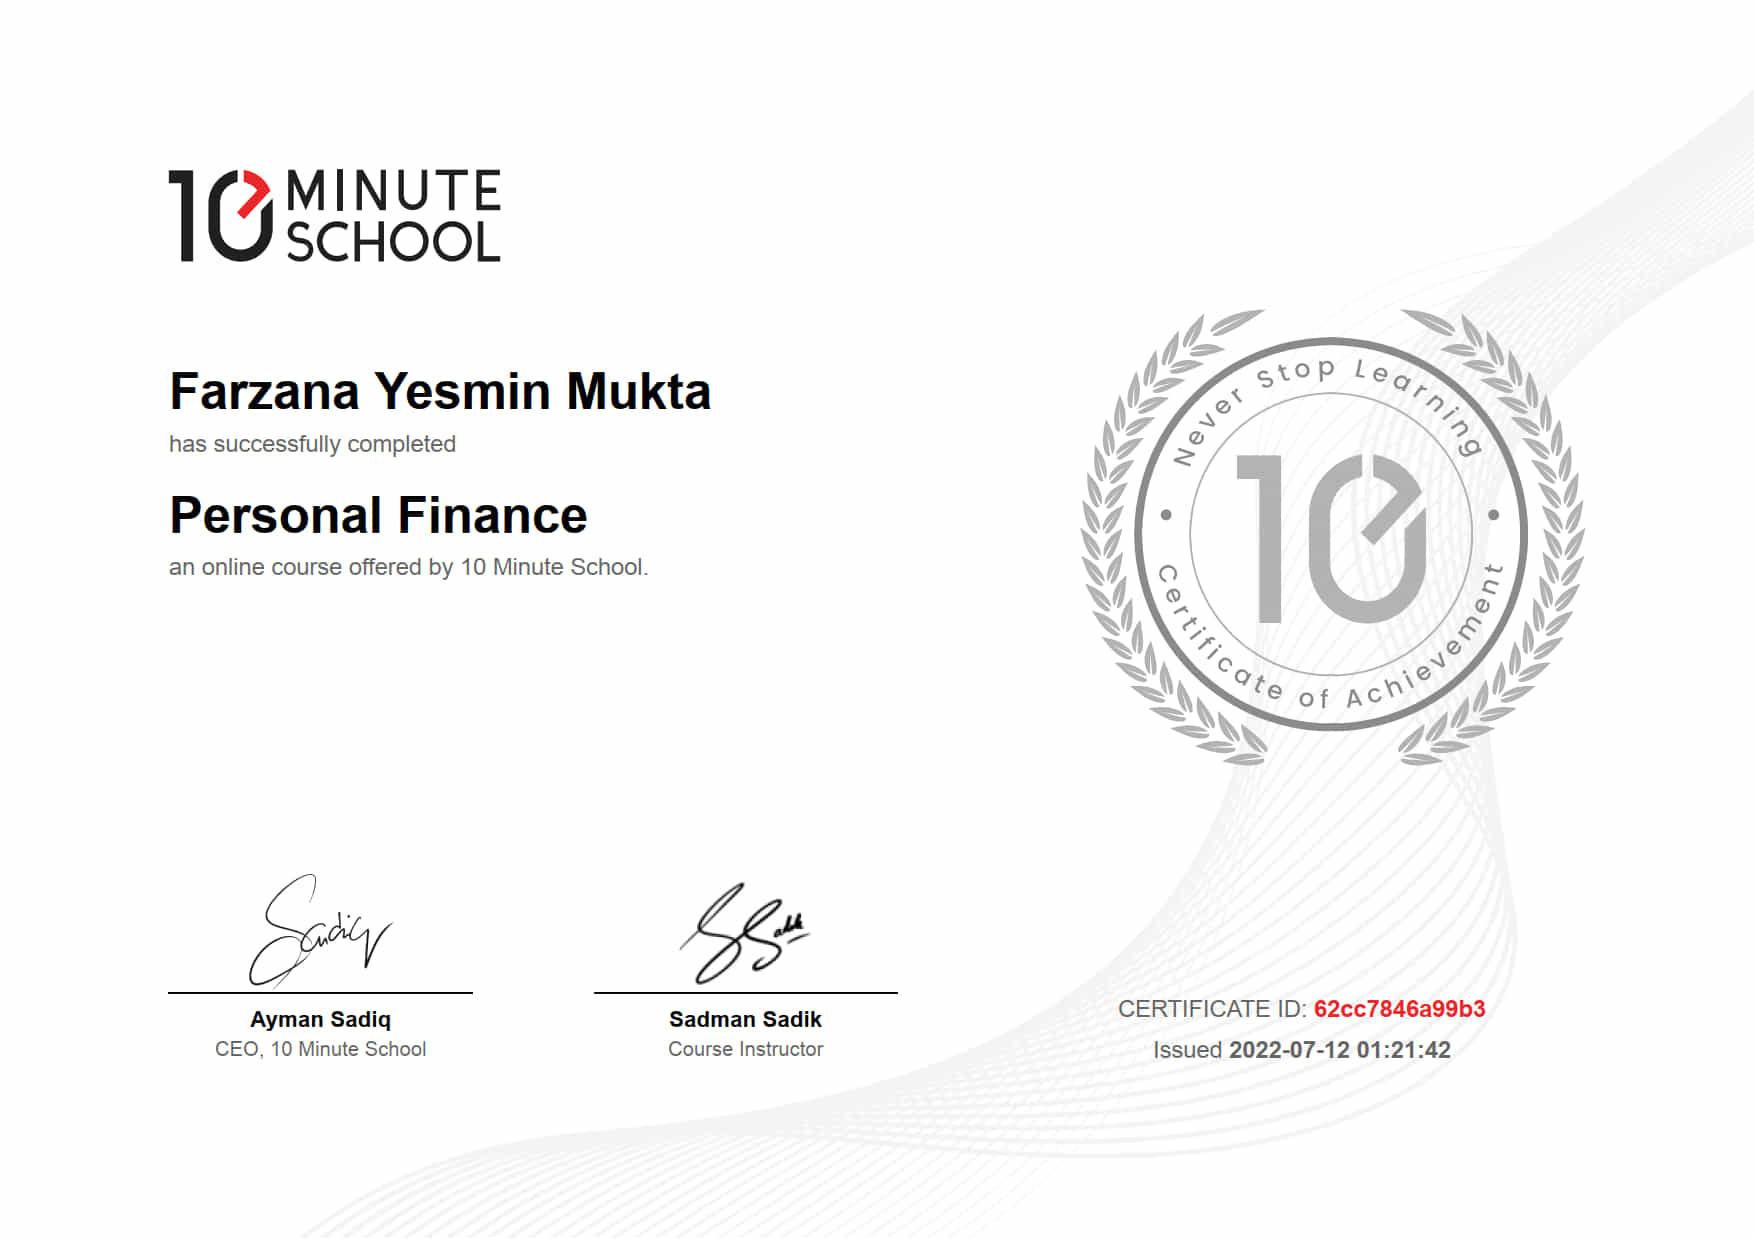 10 MINUTE
SCHOOL
Farzana Yesmin Mukta
has successfully completed
Personal Finance
an online course offered by 10 Minute School.
Never Stop Learning
10
Certificate of Achievement
Sadiq
SSadik
Ayman Sadiq
CEO, 10 Minute School
Sadman Sadik
Course Instructor
CERTIFICATE ID: 62cc7846a99b3
Issued 2022-07-12 01:21:42